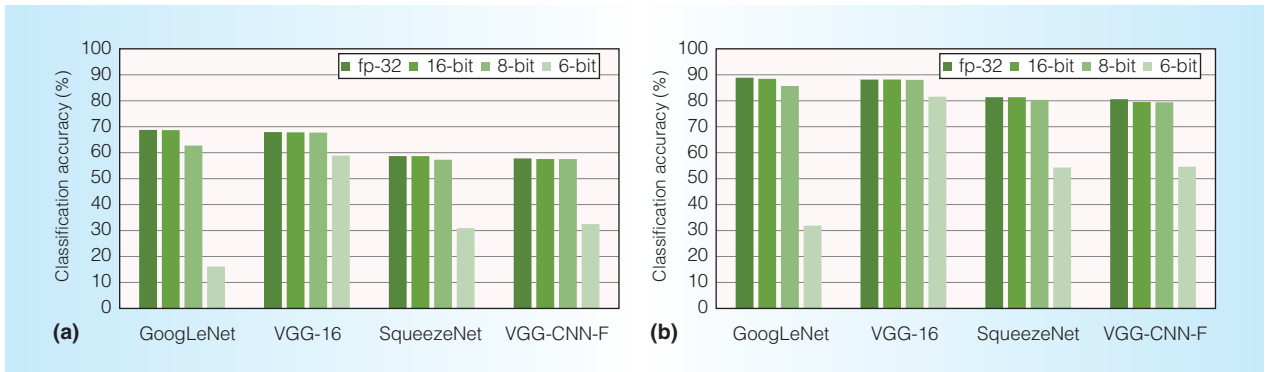 Classification accuracy (%)
100
90
80
70
60
50
40
30
20
10
0
fp-32 16-bit 8-bit 6-bit
GoogLeNet VGG-16 SqueezeNet VGG-CNN-F
(a)
Classification accuracy (%)
100
90
80
70
60
50
40
30
20
10
0
fp-32 16-bit 8-bit 6-bit
GoogLeNet VGG-16 SqueezeNet VGG-CNN-F
(b)